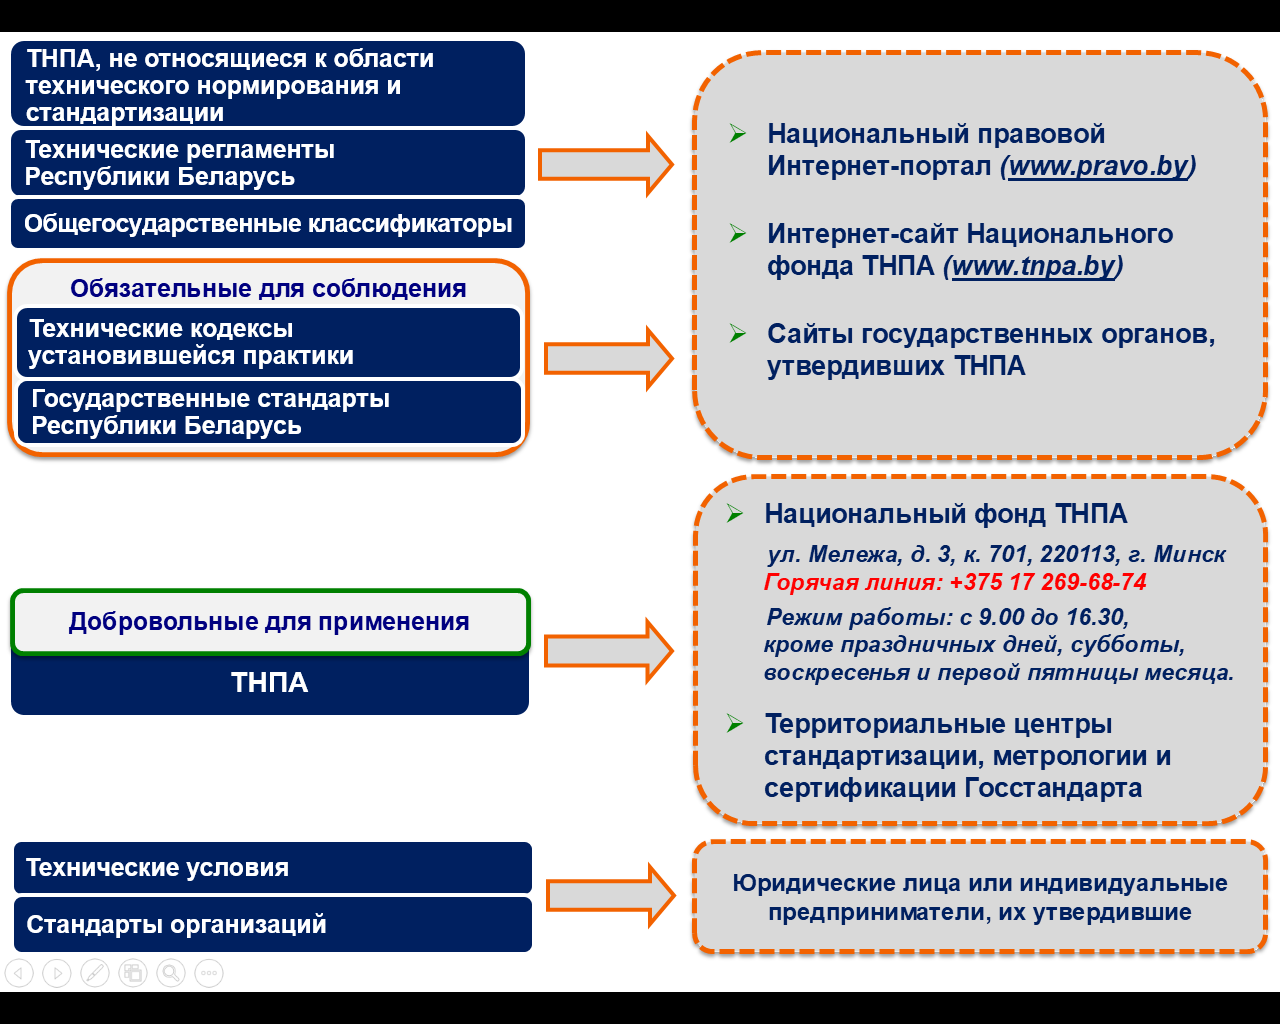 ТНПА, не относящиеся к области
технического нормирования и
стандартизации
Технические регламенты
Республики Беларусь
Общегосударственные классификаторы
Обязательные для соблюдения
Технические кодексы
установившейся практики
Государственные стандарты
Республики Беларусь
Национальный правовой
Интернет-портал (www.pravo.by)
Интернет-сайт Национального
фонда ТНПА (www.tnpa.by)
Сайты государственных органов,
утвердивших ТНПА
Добровольные для применения
ТНПА
Национальный фонд ТНПА
ул. Мележа, д. 3, к. 701, 220113, г. Минск
Горячая линия: +375 17 269-68-74
Режим работы: с 9.00 до 16.30,
кроме праздничных дней, субботы,
воскресенья и первой пятницы месяца.
Территориальные центры
стандартизации, метрологии и
сертификации Госстандарта
Технические условия
Стандарты организаций
Юридические лица или индивидуальные
предприниматели, их утвердившие